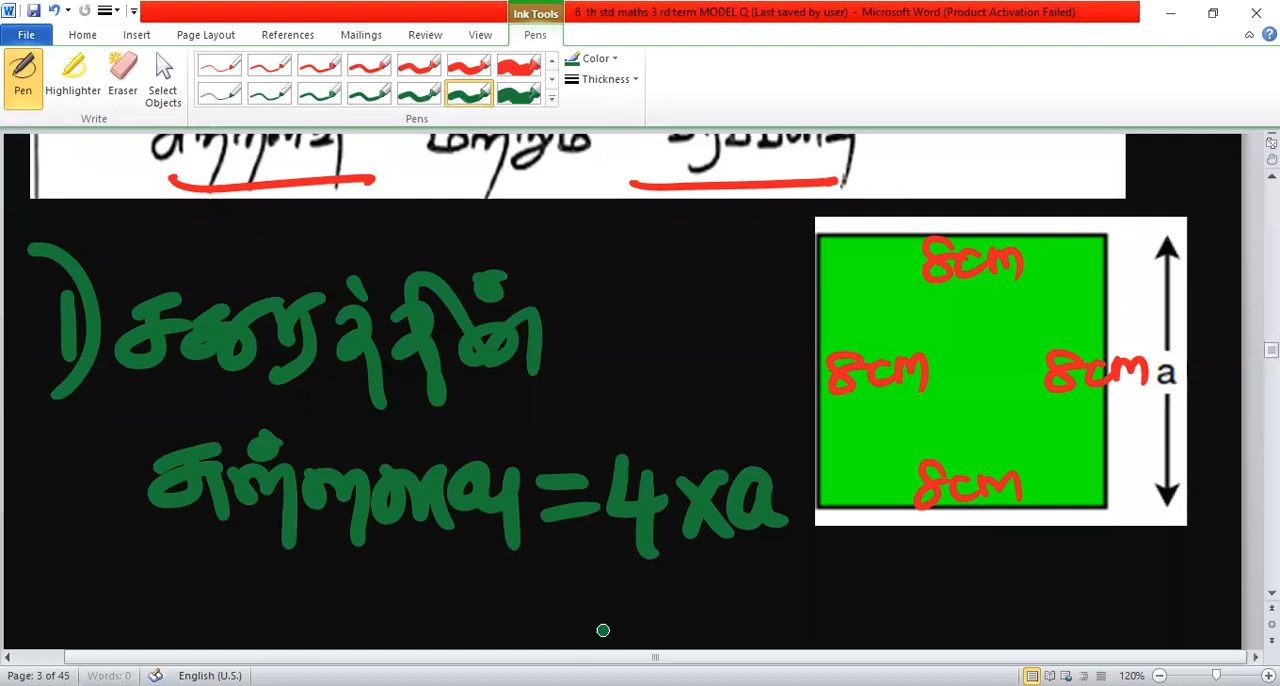 Ink Tools
6 th std maths 3 rd term MODEL Q (Last saved by user) - Microsoft Word (Product Activation Failed)
File Home Insert Page Layout References Mailings Review View Pens
Pen Highlighter Eraser Select Objects
Color
Thickness
Write
Pens
1) சதுரத்தின்
8cm
8cm 8cm a
சுற்றளவு = 4 x a
8cm
Page: 3 of 45 Words: 0 English (U.S.) 120%